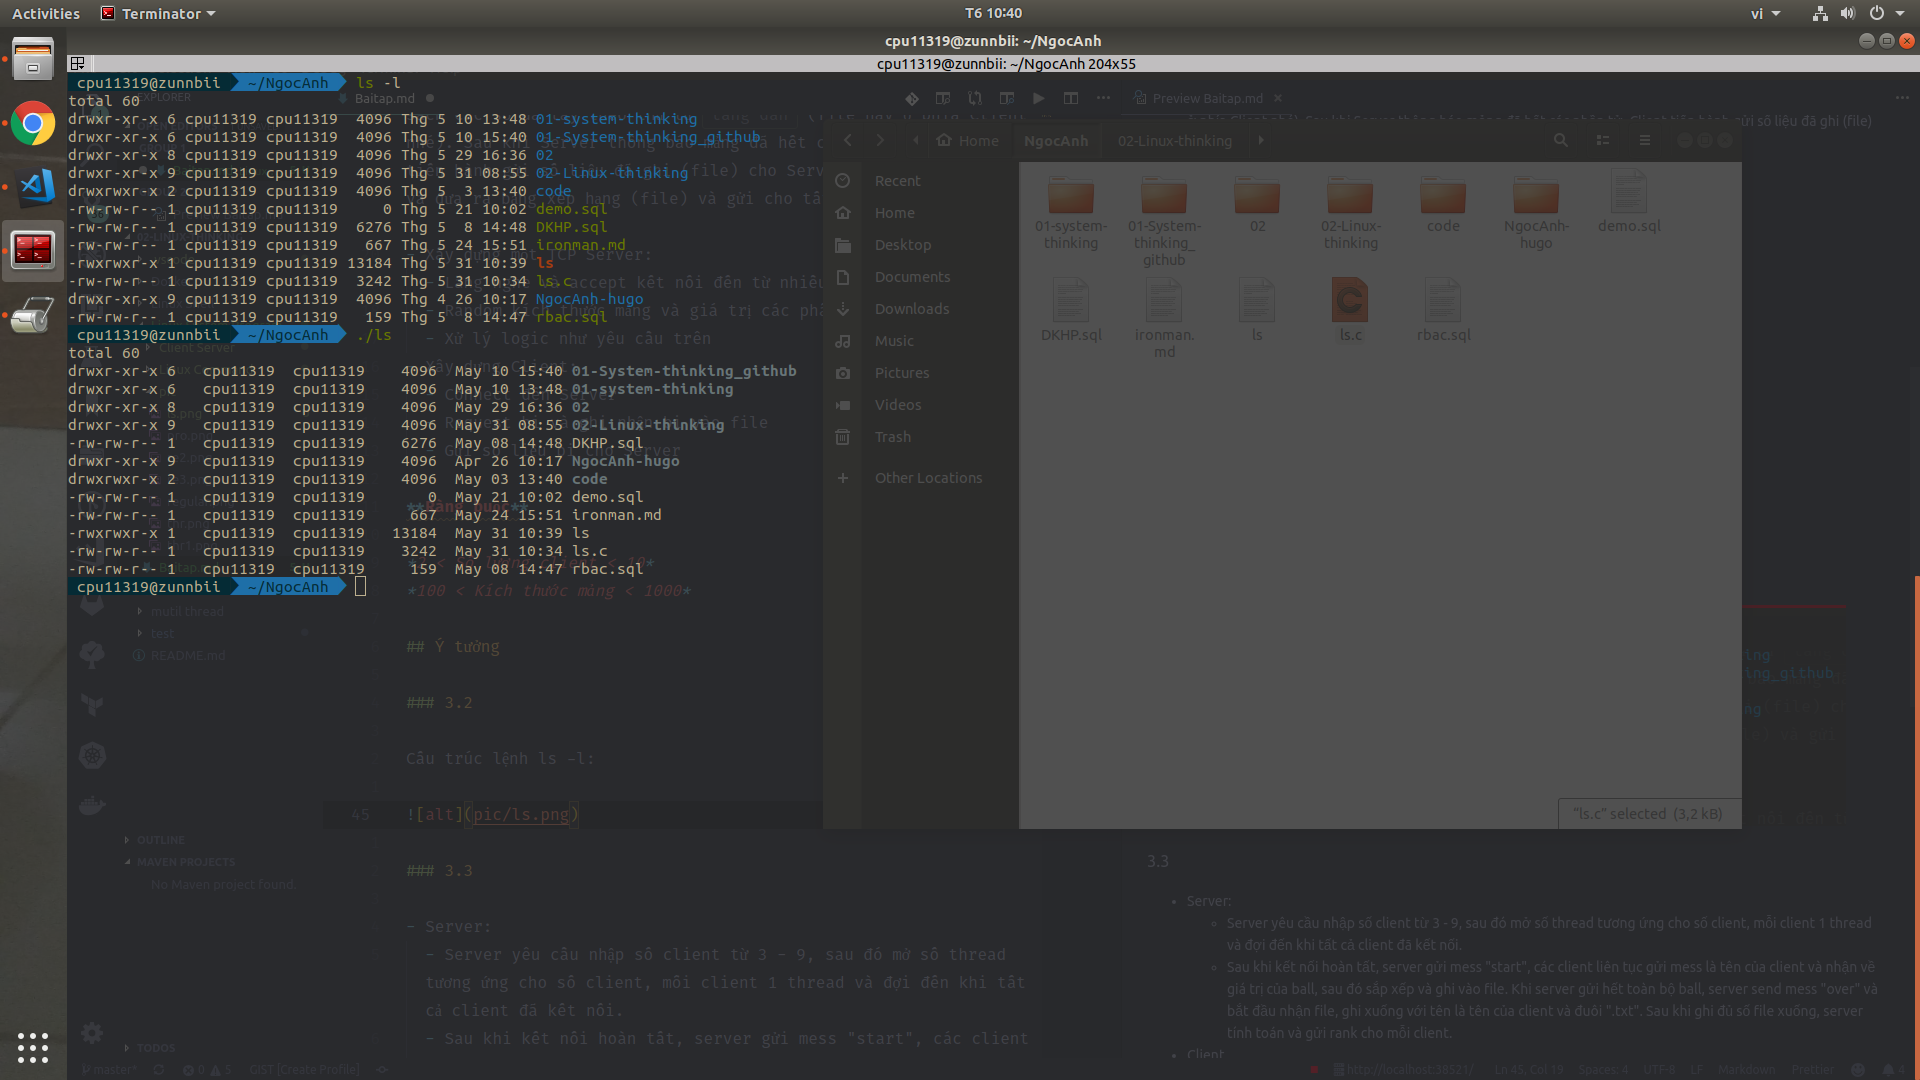 Activities Terminator T6 10:40 vi
cpu11319@zunnbii: ~/NgocAnh
cpu11319@zunnbii: ~/NgocAnh 204x55
cpu11319@zunnbii ~/NgocAnh ls -l
total 60
drwxr-xr-x 6 cpu11319 cpu11319  4096 Thg 5 10 13:48 01-system-thinking
drwxr-xr-x 6 cpu11319 cpu11319  4096 Thg 5 10 15:40 01-System-thinking_github
drwxr-xr-x 8 cpu11319 cpu11319  4096 Thg 5 29 16:36 02
drwxr-xr-x 9 cpu11319 cpu11319  4096 Thg 5 31 08:55 02-Linux-thinking
drwxrwxr-x 2 cpu11319 cpu11319  4096 Thg 5  3 13:40 code
-rw-rw-r-- 1 cpu11319 cpu11319     0 Thg 5 21 10:02 demo.sql
-rw-rw-r-- 1 cpu11319 cpu11319  6276 Thg 5  8 14:48 DKHP.sql
-rw-rw-r-- 1 cpu11319 cpu11319   667 Thg 5 24 15:51 ironman.md
-rwxrwxr-x 1 cpu11319 cpu11319 13184 Thg 5 31 10:39 ls
-rw-rw-r-- 1 cpu11319 cpu11319  3242 Thg 5 31 10:34 ls.c
drwxr-xr-x 9 cpu11319 cpu11319  4096 Thg 4 26 10:17 NgocAnh-hugo
-rw-rw-r-- 1 cpu11319 cpu11319   159 Thg 5  8 14:47 rbac.sql
cpu11319@zunnbii ~/NgocAnh ./ls
total 60
drwxr-xr-x 6   cpu11319  cpu11319    4096  May 10 15:40 01-System-thinking_github
drwxr-xr-x 6   cpu11319  cpu11319    4096  May 10 13:48 01-system-thinking
drwxr-xr-x 8   cpu11319  cpu11319    4096  May 29 16:36 02
drwxr-xr-x 9   cpu11319  cpu11319    4096  May 31 08:55 02-Linux-thinking
-rw-rw-r-- 1   cpu11319  cpu11319    6276  May 08 14:48 DKHP.sql
drwxr-xr-x 9   cpu11319  cpu11319    4096  Apr 26 10:17 NgocAnh-hugo
drwxrwxr-x 2   cpu11319  cpu11319    4096  May 03 13:40 code
-rw-rw-r-- 1   cpu11319  cpu11319       0  May 21 10:02 demo.sql
-rw-rw-r-- 1   cpu11319  cpu11319     667  May 24 15:51 ironman.md
-rwxrwxr-x 1   cpu11319  cpu11319   13184  May 31 10:39 ls
-rw-rw-r-- 1   cpu11319  cpu11319    3242  May 31 10:34 ls.c
-rw-rw-r-- 1   cpu11319  cpu11319     159  May 08 14:47 rbac.sql
cpu11319@zunnbii ~/NgocAnh
EXPLORER
Baitap.md
Preview Baitap.md
Client Server
mutil thread
test
README.md
OUTLINE
MAVEN PROJECTS
No Maven project found.
TODOS
- Xử lý logic như yêu cầu trên
*100 < Kích thước mảng < 1000*
## Ý tưởng
### 3.2
Cấu trúc lệnh ls -l:
45 ![alt](pic/ls.png)
### 3.3
- Server:
- Server yêu cầu nhập số client từ 3 - 9, sau đó mở số thread
tương ứng cho số client, mỗi client 1 thread và đợi đến khi tất
cả client đã kết nối.
- Sau khi kết nối hoàn tất, server gửi mess "start", các client
Home NgocAnh 02-Linux-thinking
Recent
Home
Desktop
Documents
Downloads
Music
Pictures
Videos
Trash
Other Locations
01-system-thinking
01-System-thinking_github
02
02-Linux-thinking
code
NgocAnh-hugo
demo.sql
DKHP.sql
ironman.md
ls
ls.c
rbac.sql
"ls.c" selected (3,2 kB)
3.3
Server:
Server yêu cầu nhập số client từ 3 - 9, sau đó mở số thread tương ứng cho số client, mỗi client 1 thread
và đợi đến khi tất cả client đã kết nối.
Sau khi kết nối hoàn tất, server gửi mess "start", các client liên tục gửi mess là tên của client và nhận về
giá trị của ball, sau đó sắp xếp và ghi vào file. Khi server gửi hết toàn bộ ball, server send mess "over" và
bắt đầu nhận file, ghi xuống với tên là tên của client và đuôi ".txt". Sau khi ghi đủ số file xuống, server
tính toán và gửi rank cho mỗi client.
Client
master* 0 5 GIST [Create Profile] http://localhost:38521/ Ln 45, Col 19 Spaces: 4 UTF-8 LF Markdown Prettier 4